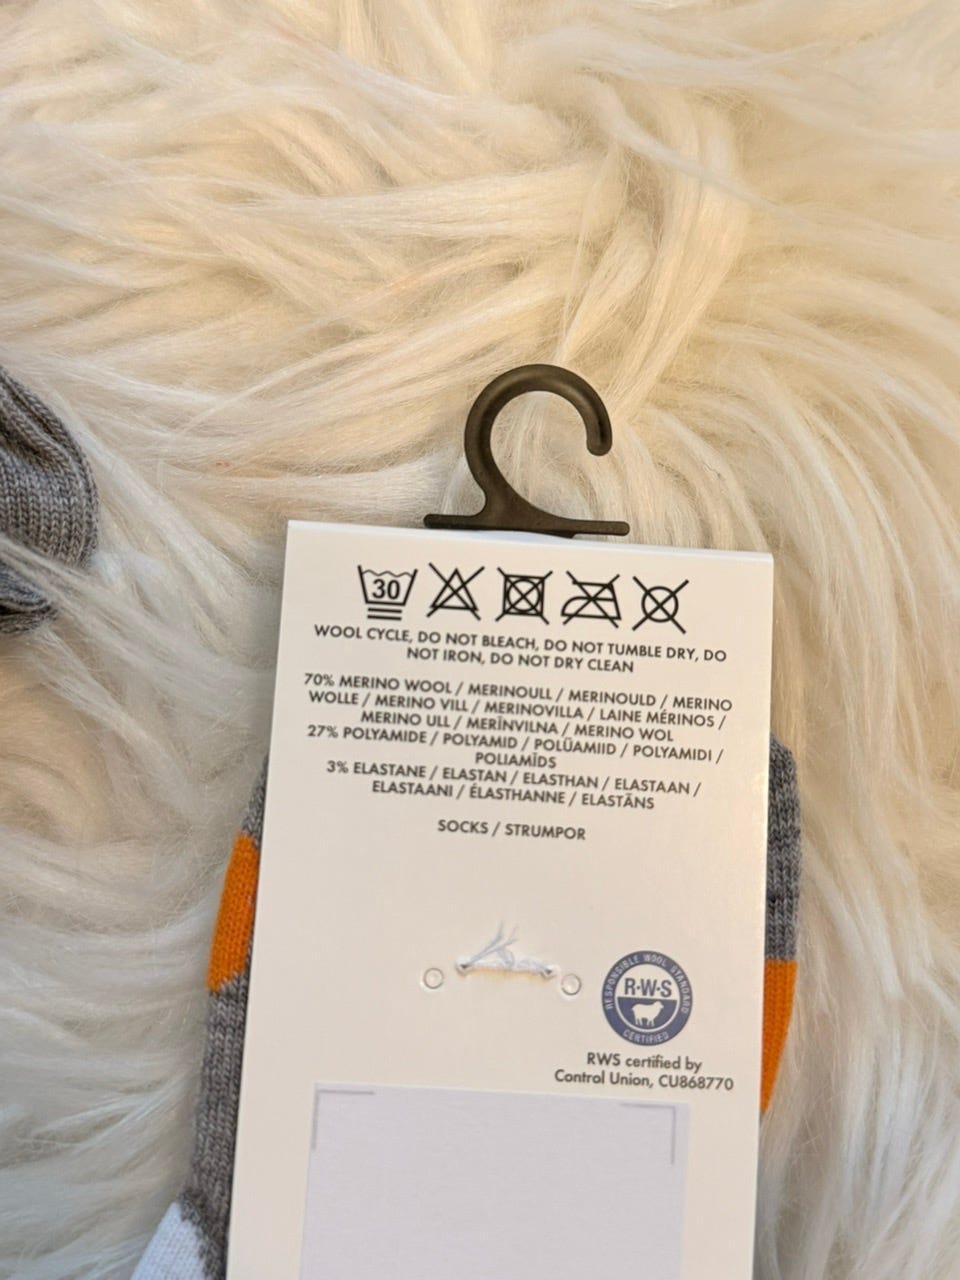 30
WOOL CYCLE, DO NOT BLEACH, DO NOT TUMBLE DRY, DO
NOT IRON, DO NOT DRY CLEAN
70% MERINO WOOL / MERINOULL / MERINOULD / MERINO
WOLLE / MERINO VILL / MERINOVILLA / LAINE MÉRINOS /
MERINO ULL / MERĪNVILNA / MERINO WOL
27% POLYAMIDE / POLYAMID / POLÜAMIID / POLYAMIDI /
POLIAMĪDS
3% ELASTANE / ELASTAN / ELASTHAN / ELASTAAN /
ELASTAANI / ÉLASTHANNE / ELASTĀNS
SOCKS / STRUMPOR
RESPONSIBLE WOOL STANDARD
R·W·S
CERTIFIED
RWS certified by
Control Union, CU868770